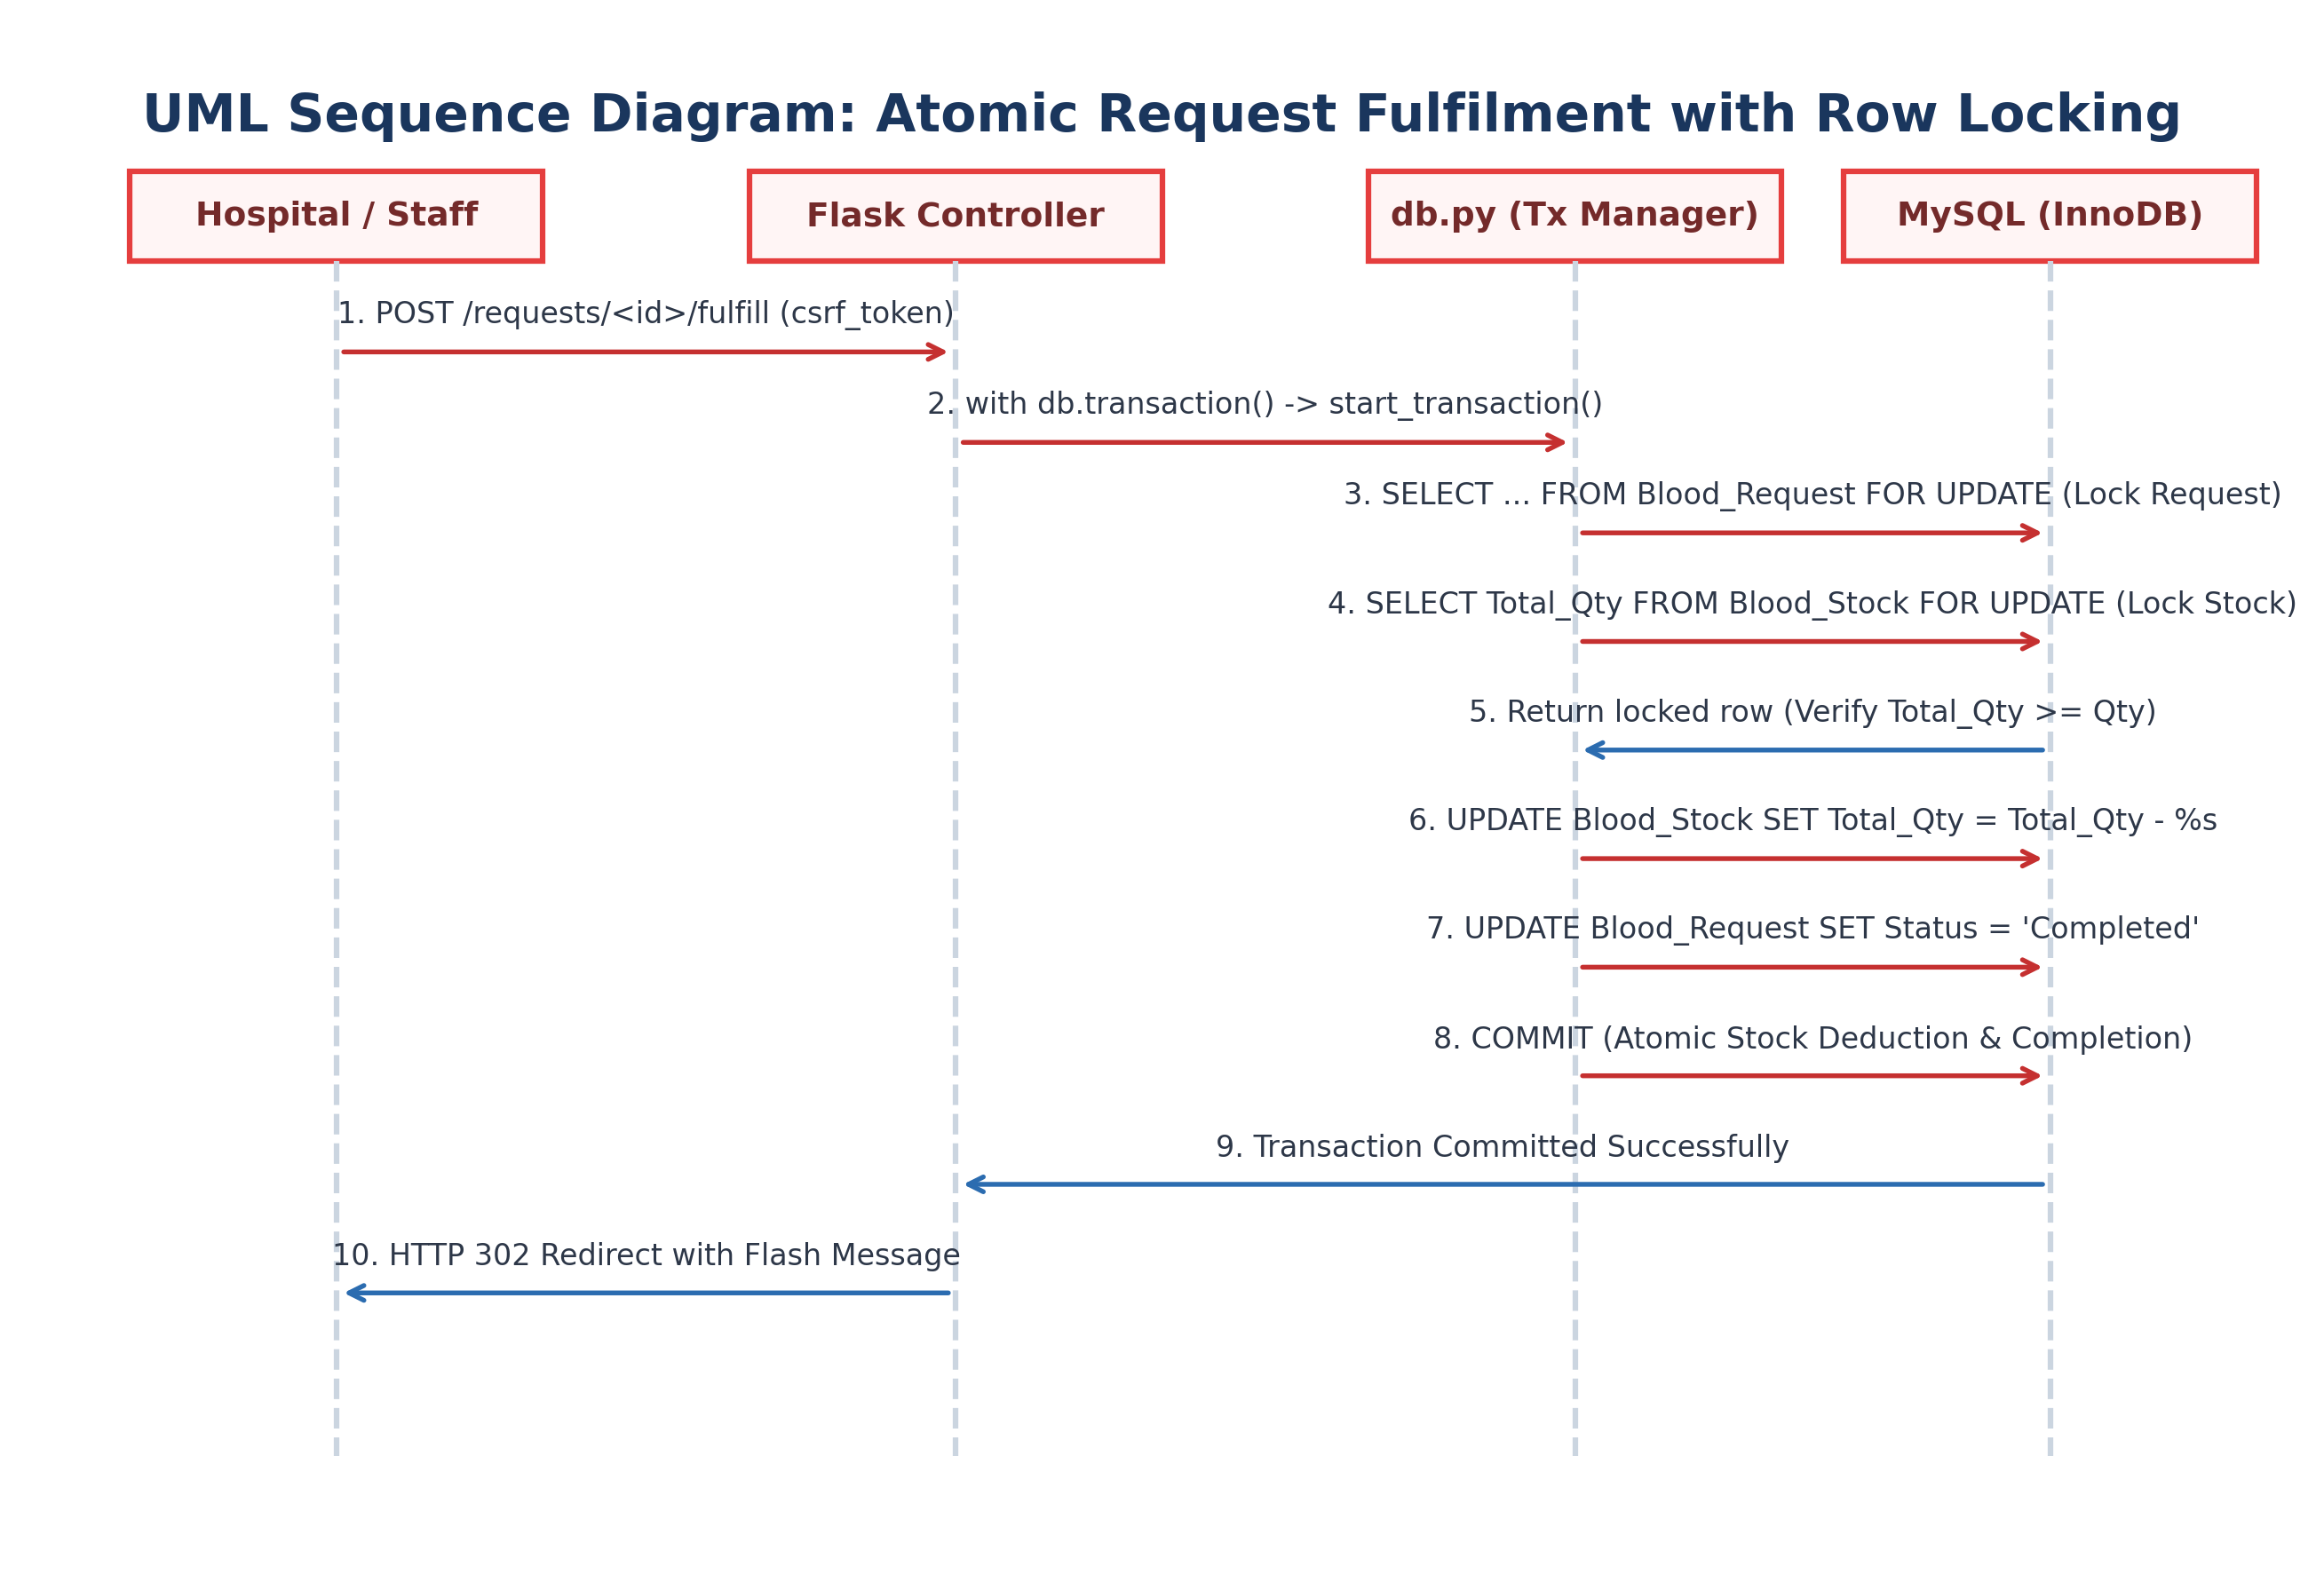 UML Sequence Diagram: Atomic Request Fulfilment with Row Locking
Hospital / Staff
Flask Controller
db.py (Tx Manager)
MySQL (InnoDB)
1. POST /requests/<id>/fulfill (csrf_token)
2. with db.transaction() -> start_transaction()
3. SELECT ... FROM Blood_Request FOR UPDATE (Lock Request)
4. SELECT Total_Qty FROM Blood_Stock FOR UPDATE (Lock Stock)
5. Return locked row (Verify Total_Qty >= Qty)
6. UPDATE Blood_Stock SET Total_Qty = Total_Qty - %s
7. UPDATE Blood_Request SET Status = 'Completed'
8. COMMIT (Atomic Stock Deduction & Completion)
9. Transaction Committed Successfully
10. HTTP 302 Redirect with Flash Message